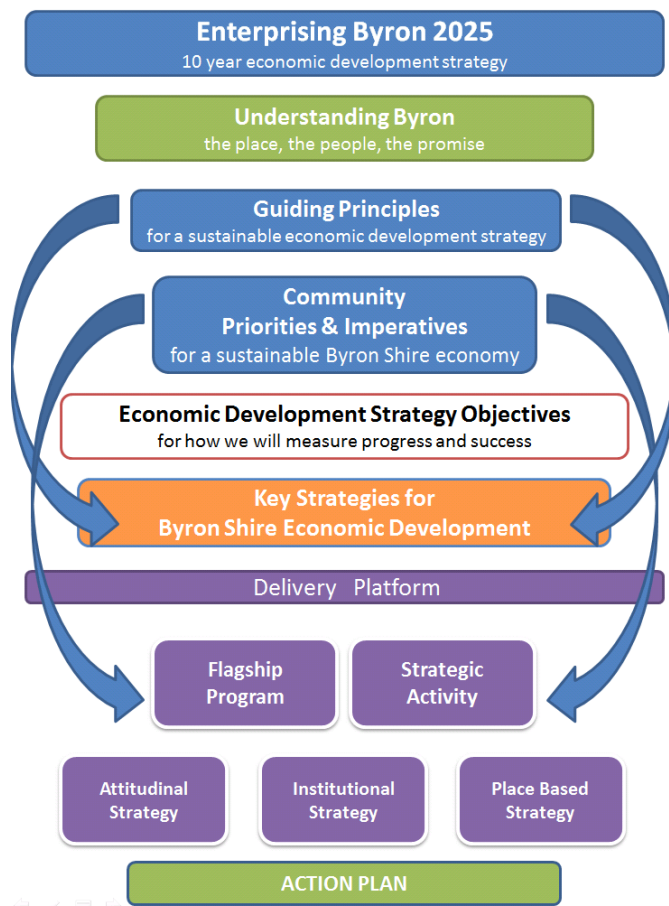 Enterprising Byron 2025
10 year economic development strategy
Understanding Byron
the place, the people, the promise
Guiding Principles
for a sustainable economic development strategy
Community
Priorities & Imperatives
for a sustainable Byron Shire economy
Economic Development Strategy Objectives
for how we will measure progress and success
Key Strategies for
Byron Shire Economic Development
Delivery Platform
Flagship
Program
Strategic
Activity
Attitudinal
Strategy
Institutional
Strategy
Place Based
Strategy
ACTION PLAN